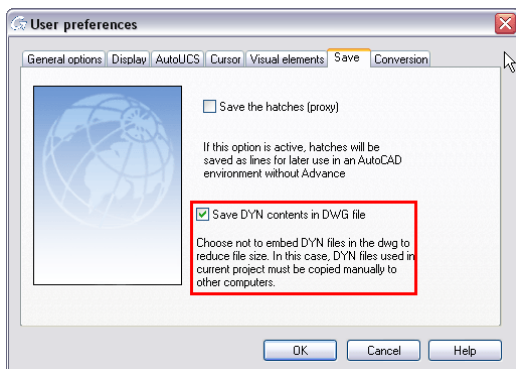 User preferences
General options Display AutoUCS Cursor Visual elements Save Conversion
Save the hatches (proxy)
If this option is active, hatches will be
saved as lines for later use in an AutoCAD
environment without Advance
Save DYN contents in DWG file
Choose not to embed DYN files in the dwg to
reduce file size. In this case, DYN files used in
current project must be copied manually to
other computers.
OK Cancel Help